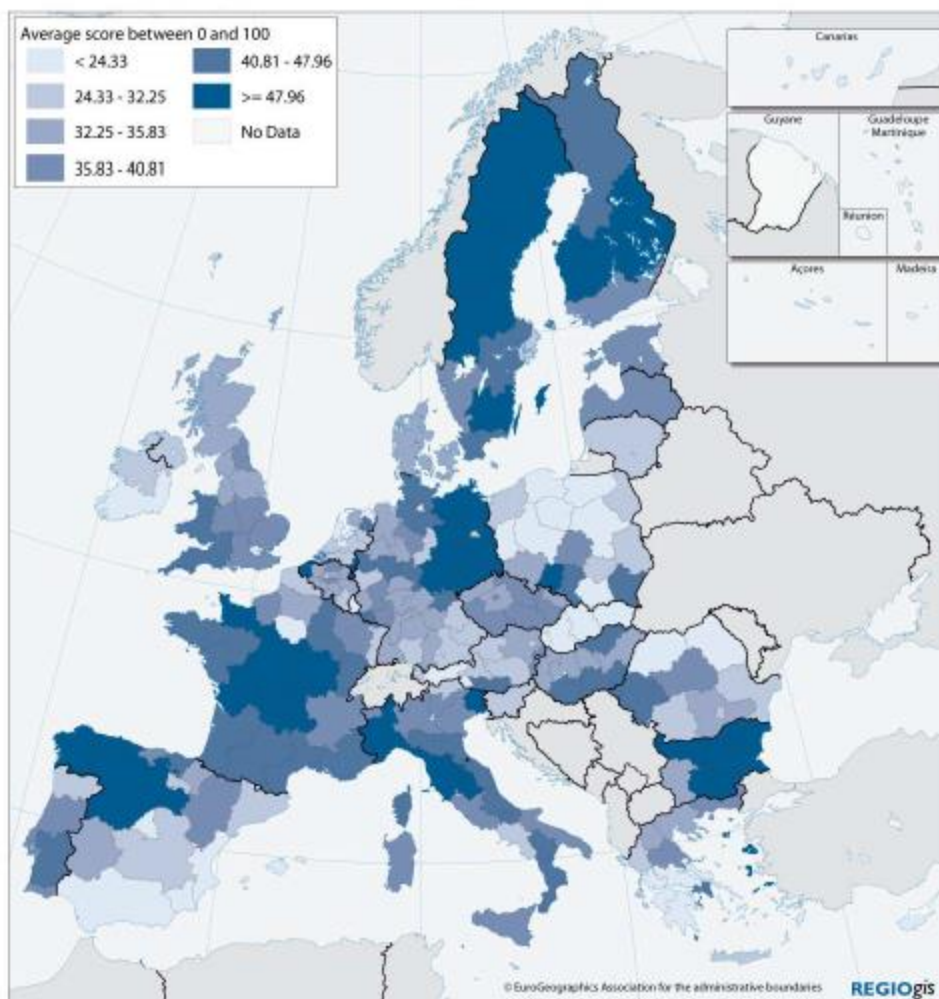 Average score between 0 and 100
< 24.33
24.33 - 32.25
32.25 - 35.83
35.83 - 40.81
40.81 - 47.96
>= 47.96
No Data
Canarias
Guyane
Guadeloupe
Martinique
Réunion
Açores
Madeira
© EuroGeographics Association for the administrative boundaries
REGIOgis